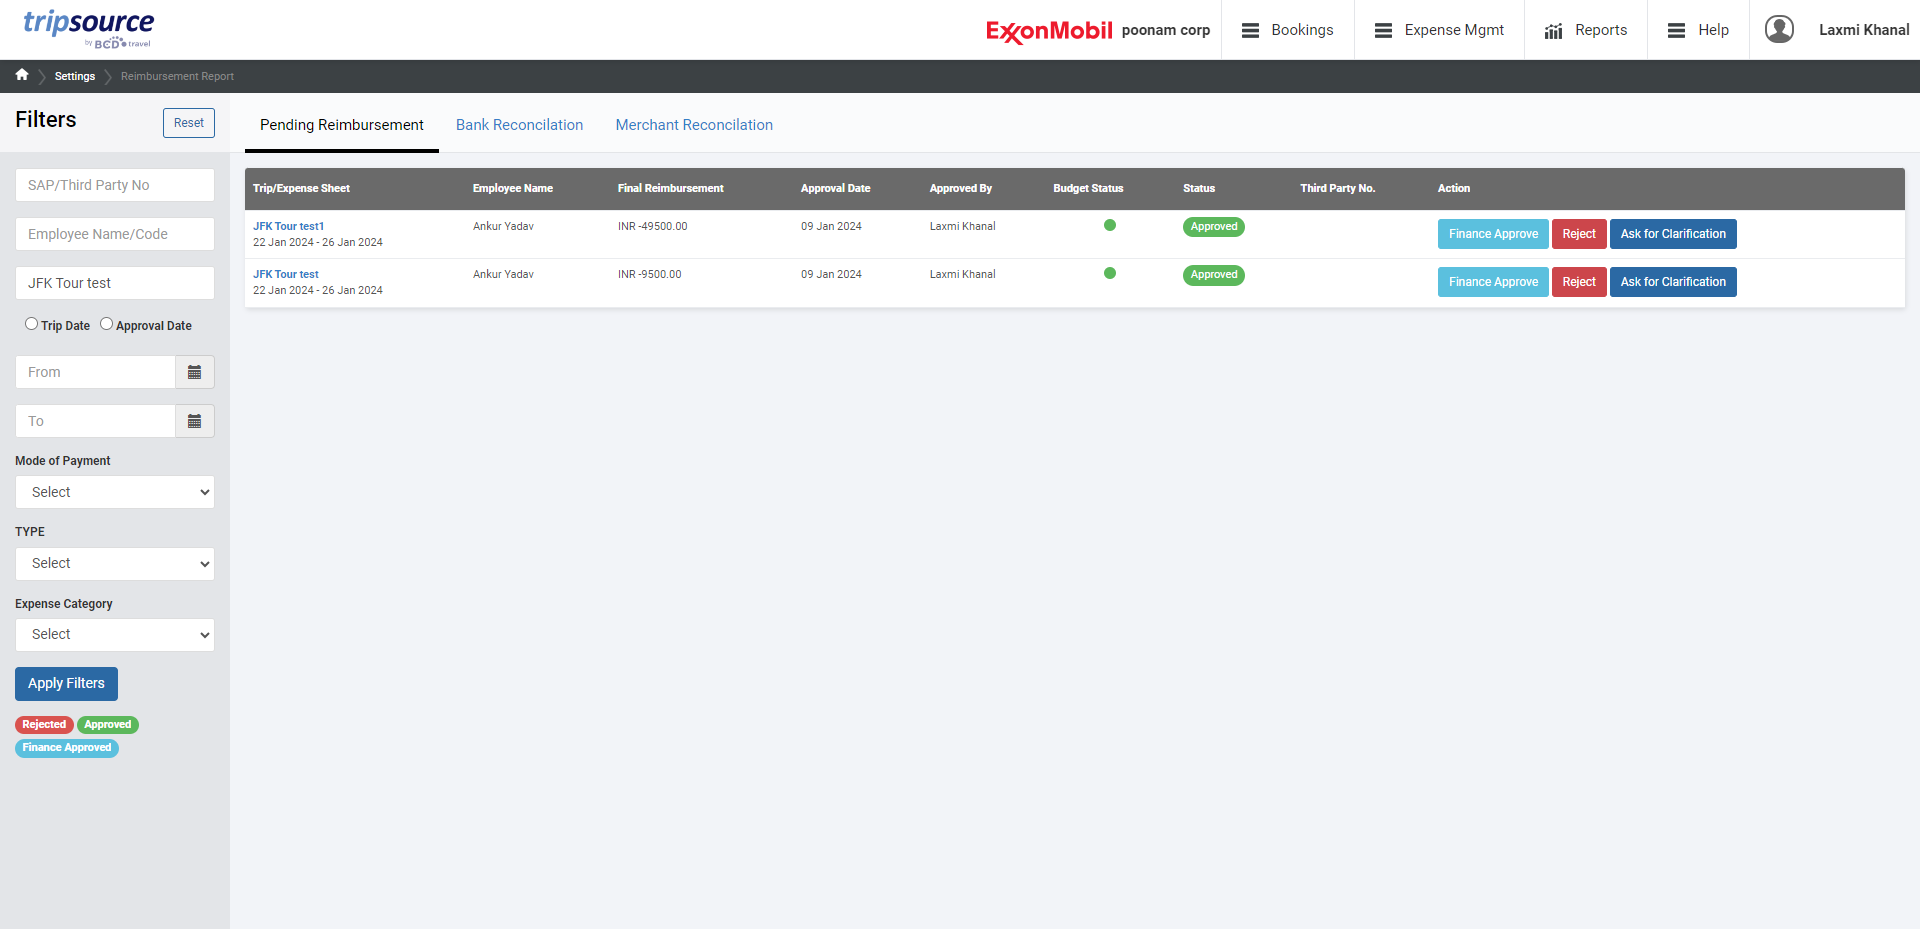 tripsource
by BCD travel
ExxonMobil poonam corp Bookings Expense Mgmt Reports Help Laxmi Khanal
Settings Reimbursement Report
Filters Reset
SAP/Third Party No
Employee Name/Code
JFK Tour test
Trip Date Approval Date
From
To
Mode of Payment
Select
TYPE
Select
Expense Category
Select
Apply Filters
Rejected Approved
Finance Approved
Pending Reimbursement Bank Reconcilation Merchant Reconcilation
Trip/Expense Sheet Employee Name Final Reimbursement Approval Date Approved By Budget Status Status Third Party No. Action
JFK Tour test1 Ankur Yadav INR -49500.00 09 Jan 2024 Laxmi Khanal Approved Finance Approve Reject Ask for Clarification
22 Jan 2024 - 26 Jan 2024
JFK Tour test Ankur Yadav INR -9500.00 09 Jan 2024 Laxmi Khanal Approved Finance Approve Reject Ask for Clarification
22 Jan 2024 - 26 Jan 2024